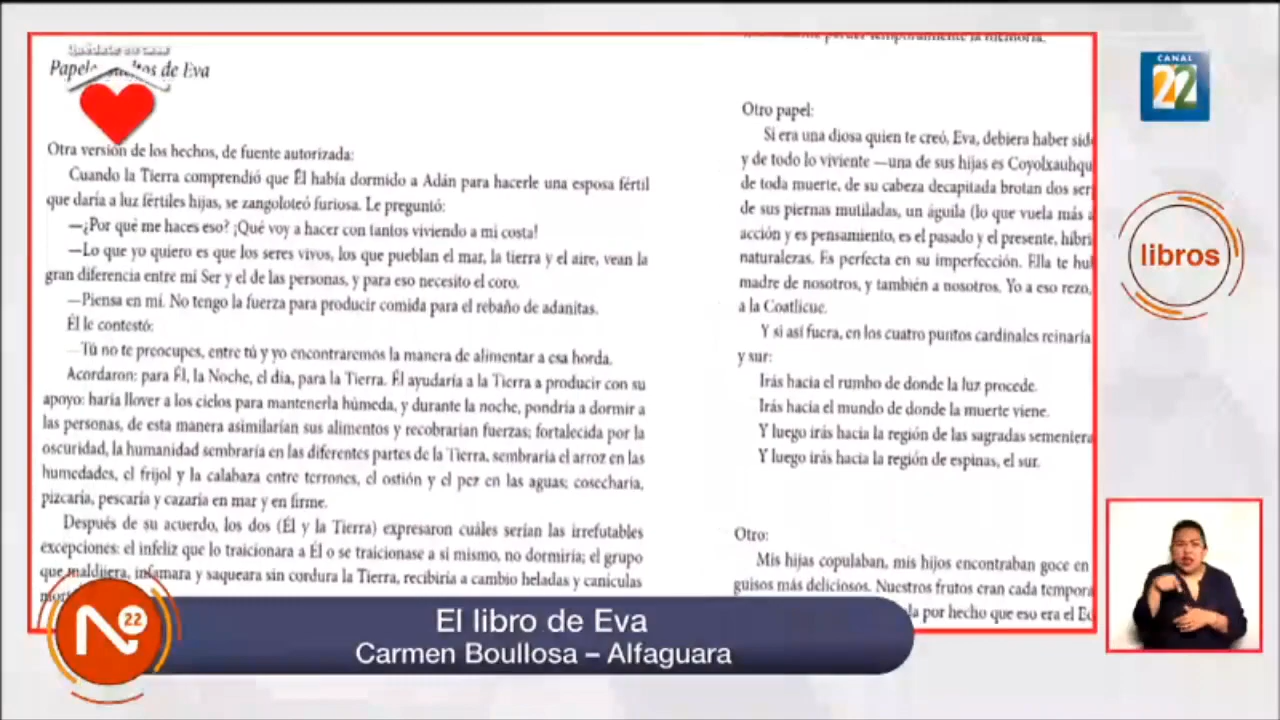 Quédate en casa
de Eva
Otra versión de los hechos, de fuente autorizada:
Cuando la Tierra comprendió que Él había dormido a Adán para hacerle una esposa fértil
que daría a luz fértiles hijas, se zangoloteó furiosa. Le preguntó:
—¿Por qué me haces eso? ¡Qué voy a hacer con tantos viviendo a mi costa!
—Lo que yo quiero es que los seres vivos, los que pueblan el mar, la tierra y el aire, vean la
gran diferencia entre mi Ser y el de las personas, y para eso necesito el coro.
—Piensa en mí. No tengo la fuerza para producir comida para el rebaño de adanitas.
Él le contestó:
—Tú no te preocupes, entre tú y yo encontraremos la manera de alimentar a esa horda.
Acordaron: para Él, la Noche, el día, para la Tierra. Él ayudaría a la Tierra a producir con su
apoyo: haría llover a los cielos para mantenerla húmeda, y durante la noche, pondría a dormir a
las personas, de esta manera asimilarían sus alimentos y recobrarían fuerzas; fortalecida por la
oscuridad, la humanidad sembraría en las diferentes partes de la Tierra, sembraría el arroz en las
humedades, el frijol y la calabaza entre terrones, el ostión y el pez en las aguas; cosecharía,
pizcaría, pescaría y cazaría en mar y en firme.
Después de su acuerdo, los dos (Él y la Tierra) expresaron cuáles serían las irrefutables
excepciones: el infeliz que lo traicionara a Él o se traicionase a sí mismo, no dormiría; el grupo
que maldijera, infamara y saqueara sin cordura la Tierra, recibiría a cambio heladas y canículas
temporalmente la memoria.
Otro papel:
Si era una diosa quien te creó, Eva, debiera haber sid
y de todo lo viviente —una de sus hijas es Coyolxauhqu
de toda muerte, de su cabeza decapitada brotan dos ser
de sus piernas mutiladas, un águila (lo que vuela más a
acción y es pensamiento, es el pasado y el presente, híbri
naturalezas. Es perfecta en su imperfección. Ella te hu
madre de nosotros, y también a nosotros. Yo a eso rezo,
a la Coatlicue.
Y si así fuera, en los cuatro puntos cardinales reinaría
y sur:
Irás hacia el rumbo de donde la luz procede.
Irás hacia el mundo de donde la muerte viene.
Y luego irás hacia la región de las sagradas sementera
Y luego irás hacia la región de espinas, el sur.
Otro:
Mis hijas copulaban, mis hijos encontraban goce en
guisos más deliciosos. Nuestros frutos eran cada tempora
por hecho que eso era el Ed
CANAL
22
libros
N22
El libro de Eva
Carmen Boullosa – Alfaguara